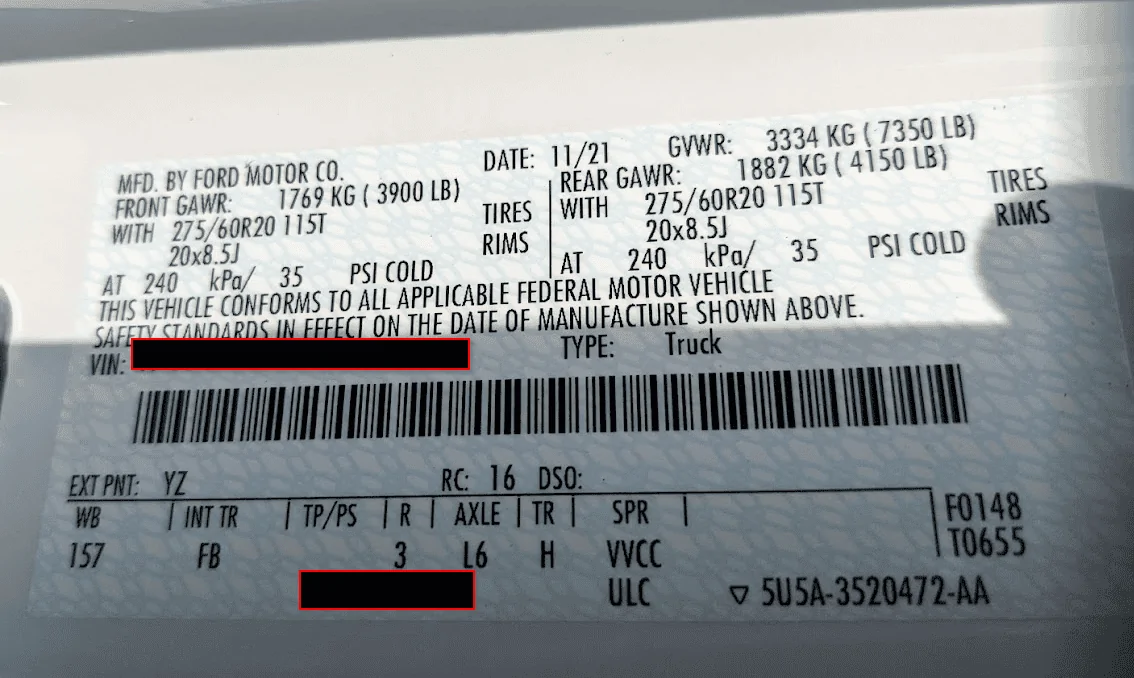 MFD. BY FORD MOTOR CO. DATE: 11/21 GVWR: 3334 KG ( 7350 LB)
FRONT GAWR: 1769 KG ( 3900 LB) REAR GAWR: 1882 KG ( 4150 LB)
WITH 275/60R20 115T TIRES WITH 275/60R20 115T TIRES
20x8.5J RIMS 20x8.5J RIMS
AT 240 kPa/ 35 PSI COLD AT 240 kPa/ 35 PSI COLD
THIS VEHICLE CONFORMS TO ALL APPLICABLE FEDERAL MOTOR VEHICLE
SAFETY STANDARDS IN EFFECT ON THE DATE OF MANUFACTURE SHOWN ABOVE.
VIN: TYPE: Truck
EXT PNT: YZ RC: 16 DSO:
WB | INT TR | TP/PS | R | AXLE | TR | SPR | F0148
157 FB 3 L6 H VVCC T0655
ULC ▽ 5U5A-3520472-AA